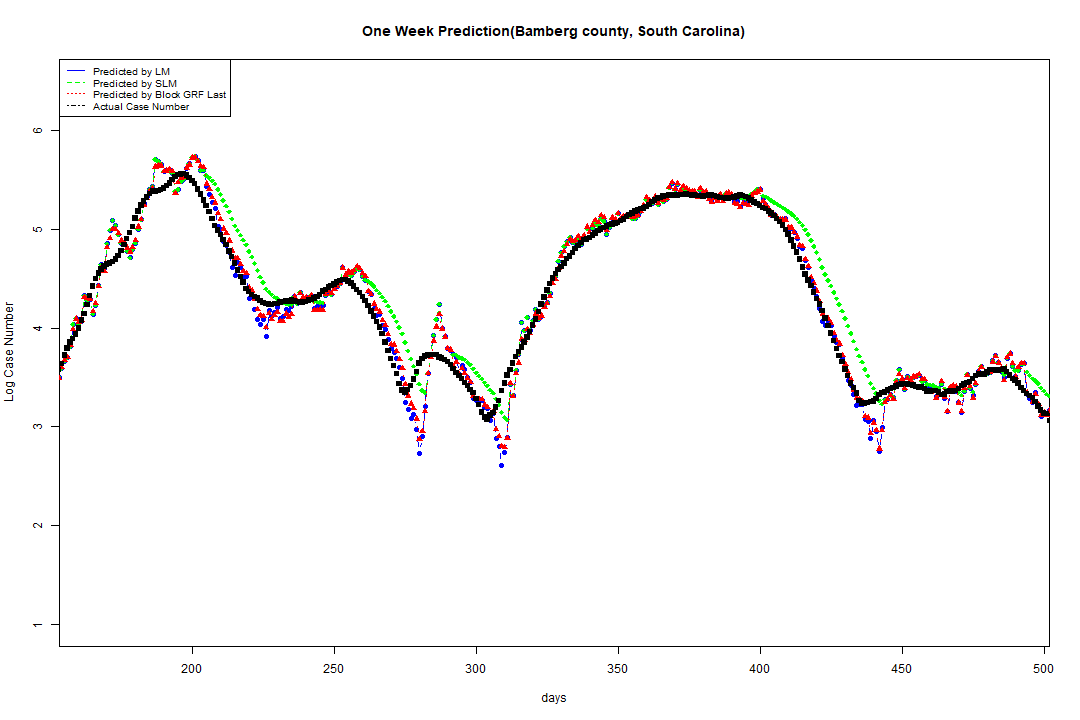 One Week Prediction(Bamberg county, South Carolina)
Predicted by LM
Predicted by SLM
Predicted by Block GRF Last
Actual Case Number
6
5
4
3
2
1
Log Case Number
200 250 300 350 400 450 500
days